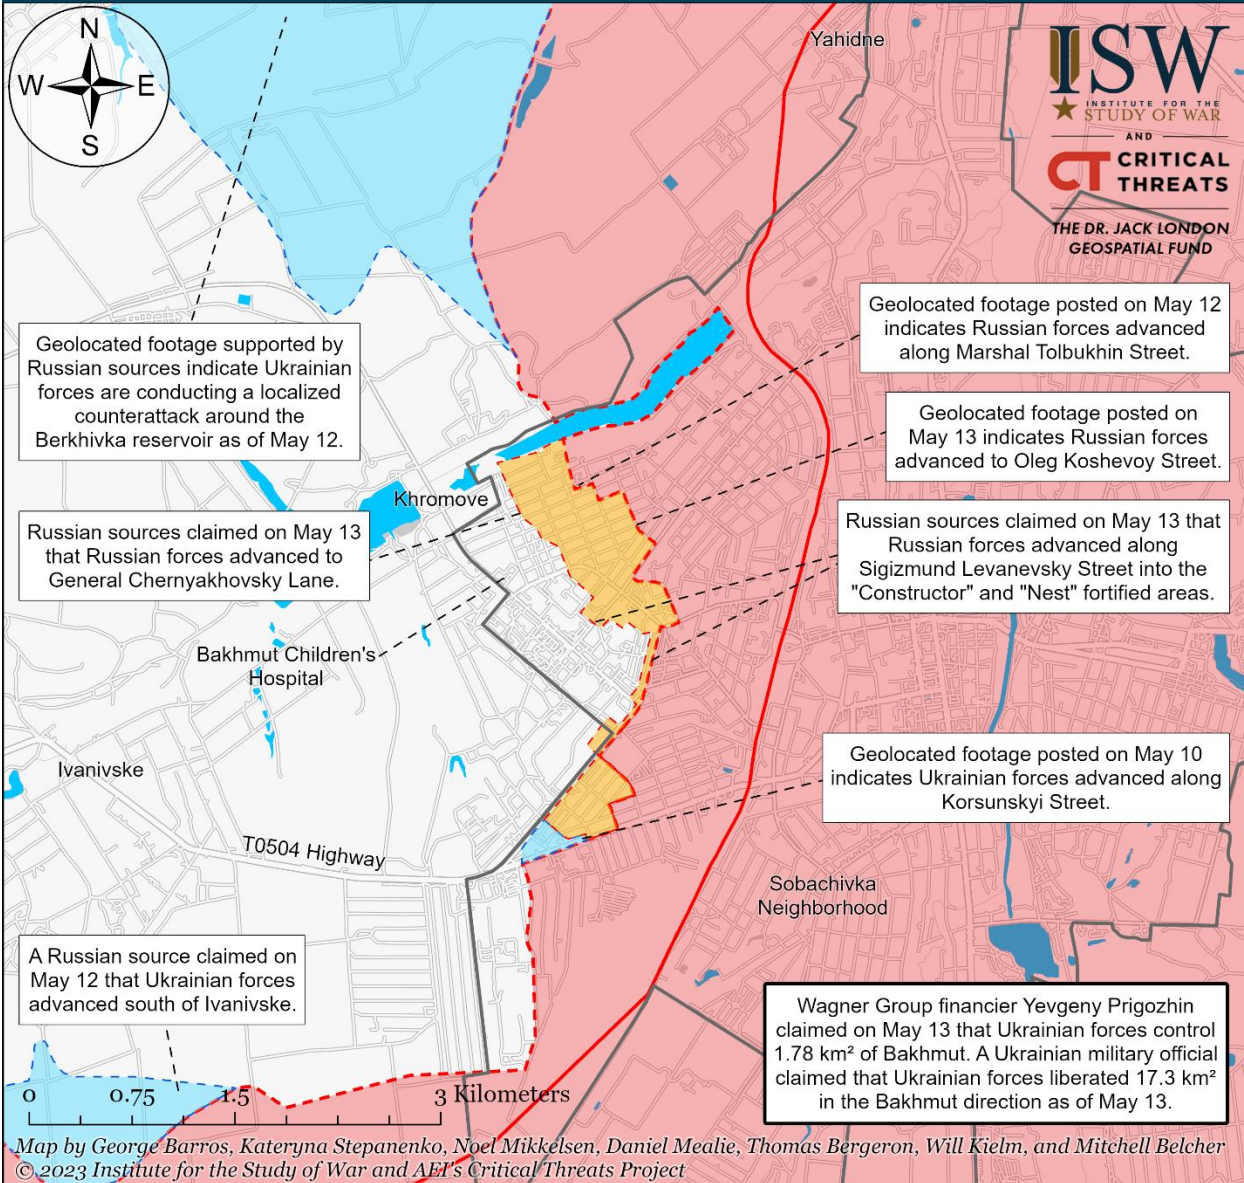 N
W
E
S
Yahidne
ISW
INSTITUTE FOR THE
STUDY OF WAR
AND
CT CRITICAL
THREATS
THE DR. JACK LONDON
GEOSPATIAL FUND
Geolocated footage supported by
Russian sources indicate Ukrainian
forces are conducting a localized
counterattack around the
Berkhivka reservoir as of May 12.
Geolocated footage posted on May 12
indicates Russian forces advanced
along Marshal Tolbukhin Street.
Geolocated footage posted on
May 13 indicates Russian forces
advanced to Oleg Koshevoy Street.
Khromove
Russian sources claimed on May 13
that Russian forces advanced to
General Chernyakhovsky Lane.
Russian sources claimed on May 13 that
Russian forces advanced along
Sigizmund Levanevsky Street into the
"Constructor" and "Nest" fortified areas.
Bakhmut Children's
Hospital
Ivanivske
Geolocated footage posted on May 10
indicates Ukrainian forces advanced along
Korsunskyi Street.
T0504 Highway
Sobachivka
Neighborhood
A Russian source claimed on
May 12 that Ukrainian forces
advanced south of Ivanivske.
Wagner Group financier Yevgeny Prigozhin
claimed on May 13 that Ukrainian forces control
1.78 km² of Bakhmut. A Ukrainian military official
claimed that Ukrainian forces liberated 17.3 km²
in the Bakhmut direction as of May 13.
0 0.75 1.5 3 Kilometers
Map by George Barros, Kateryna Stepanenko, Noel Mikkelsen, Daniel Mealie, Thomas Bergeron, Will Kielm, and Mitchell Belcher
© 2023 Institute for the Study of War and AEI's Critical Threats Project